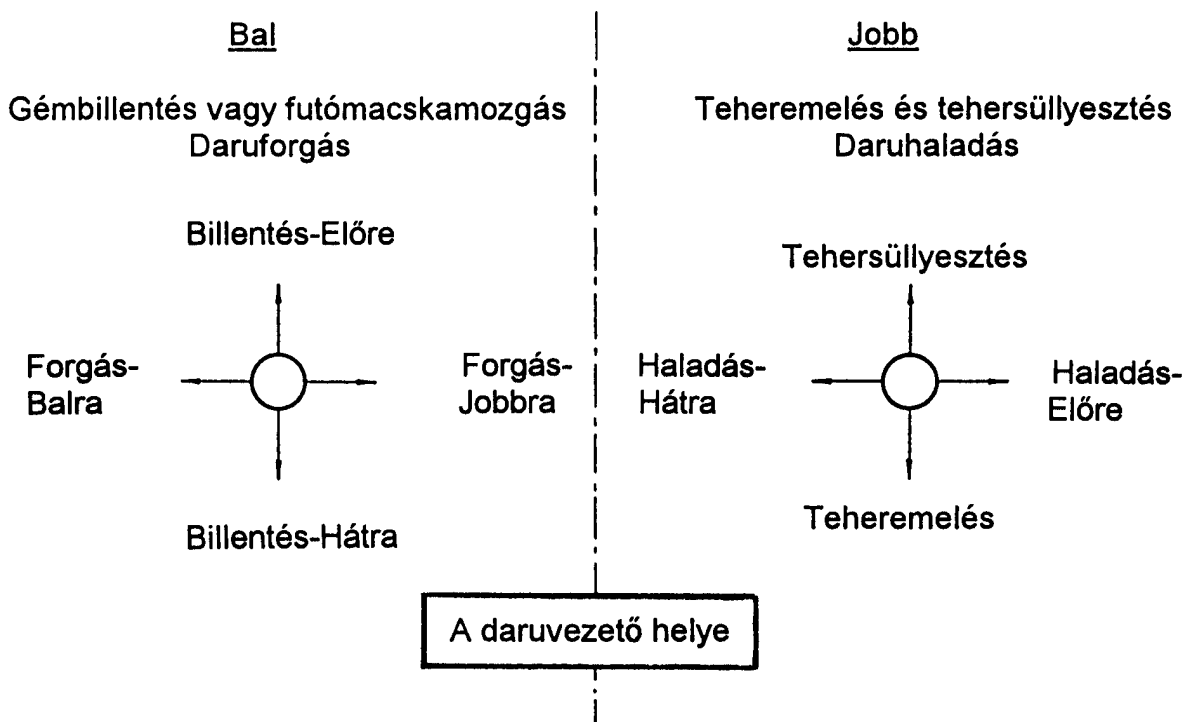 Bal
Gémbillentés vagy futómacskamozgás
Daruforgás
Billentés-Előre
Forgás-
Balra
Forgás-
Jobbra
Billentés-Hátra
Jobb
Teheremelés és tehersüllyesztés
Daruhaladás
Tehersüllyesztés
Haladás-
Hátra
Haladás-
Előre
Teheremelés
A daruvezető helye